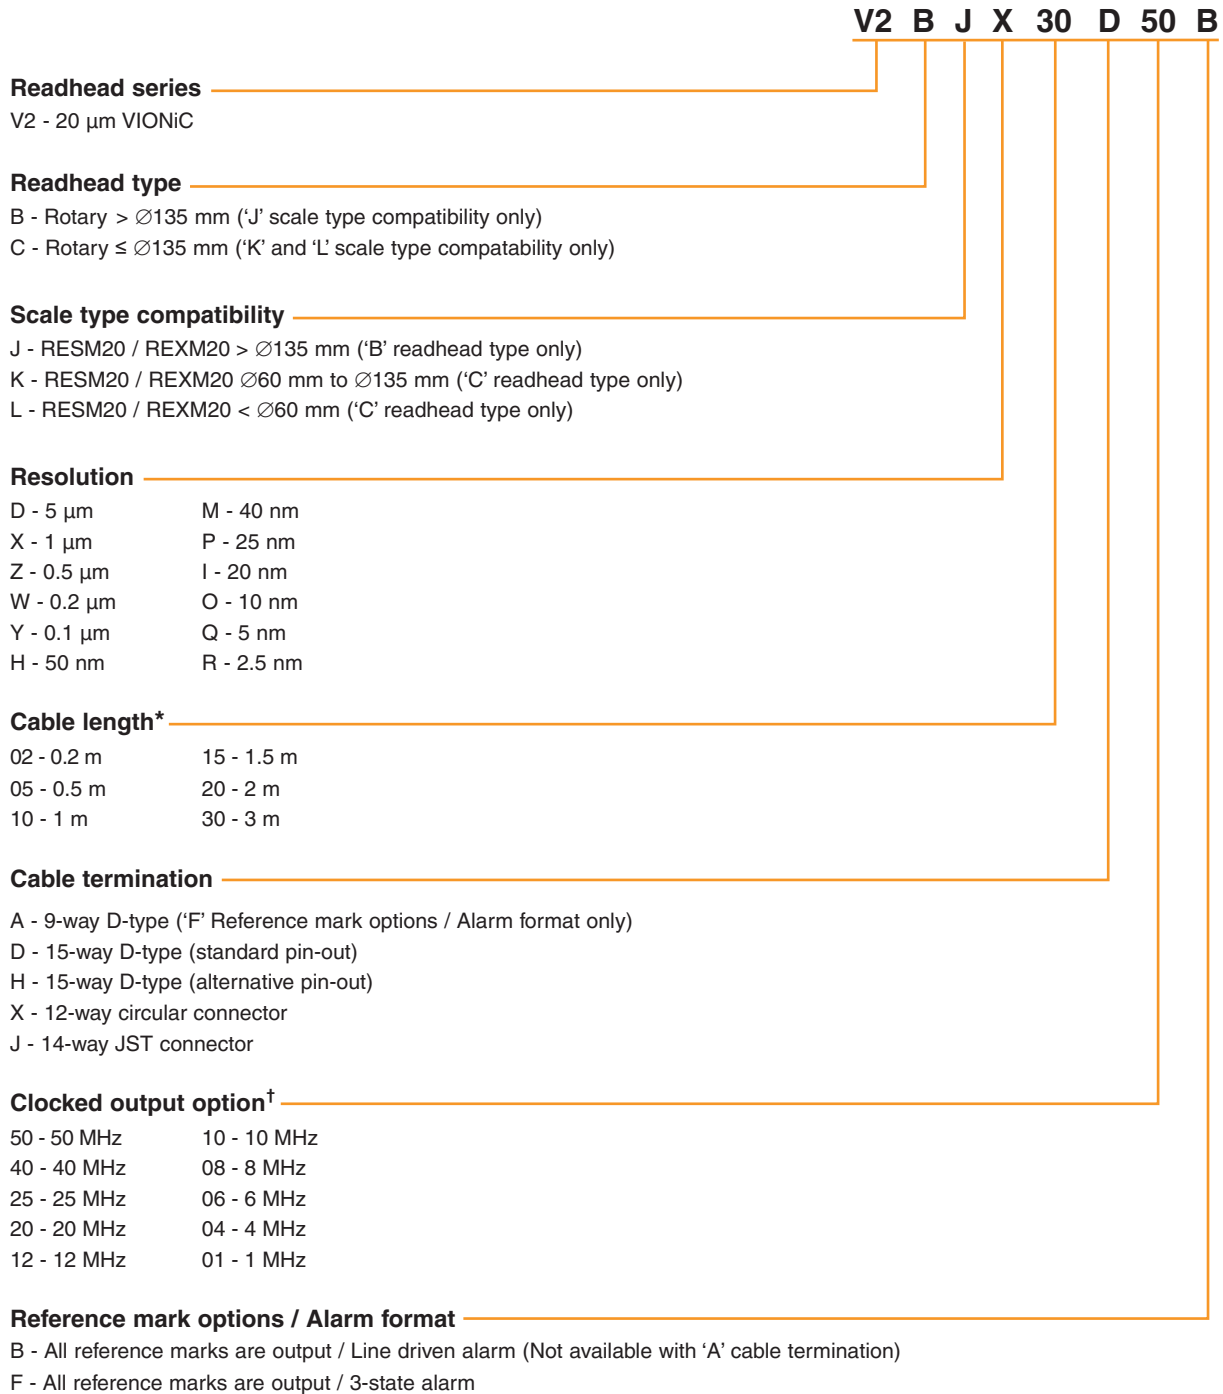 V2 B J X 30 D 50 B
Readhead series
V2 - 20 µm VIONiC
Readhead type
B - Rotary > ∅135 mm (‘J’ scale type compatibility only)
C - Rotary ≤ ∅135 mm (‘K’ and ‘L’ scale type compatability only)
Scale type compatibility
J - RESM20 / REXM20 > ∅135 mm (‘B’ readhead type only)
K - RESM20 / REXM20 ∅60 mm to ∅135 mm (‘C’ readhead type only)
L - RESM20 / REXM20 < ∅60 mm (‘C’ readhead type only)
Resolution
D - 5 µm M - 40 nm
X - 1 µm P - 25 nm
Z - 0.5 µm I - 20 nm
W - 0.2 µm O - 10 nm
Y - 0.1 µm Q - 5 nm
H - 50 nm R - 2.5 nm
Cable length*
02 - 0.2 m 15 - 1.5 m
05 - 0.5 m 20 - 2 m
10 - 1 m 30 - 3 m
Cable termination
A - 9-way D-type (‘F’ Reference mark options / Alarm format only)
D - 15-way D-type (standard pin-out)
H - 15-way D-type (alternative pin-out)
X - 12-way circular connector
J - 14-way JST connector
Clocked output option†
50 - 50 MHz 10 - 10 MHz
40 - 40 MHz 08 - 8 MHz
25 - 25 MHz 06 - 6 MHz
20 - 20 MHz 04 - 4 MHz
12 - 12 MHz 01 - 1 MHz
Reference mark options / Alarm format
B - All reference marks are output / Line driven alarm (Not available with ‘A’ cable termination)
F - All reference marks are output / 3-state alarm